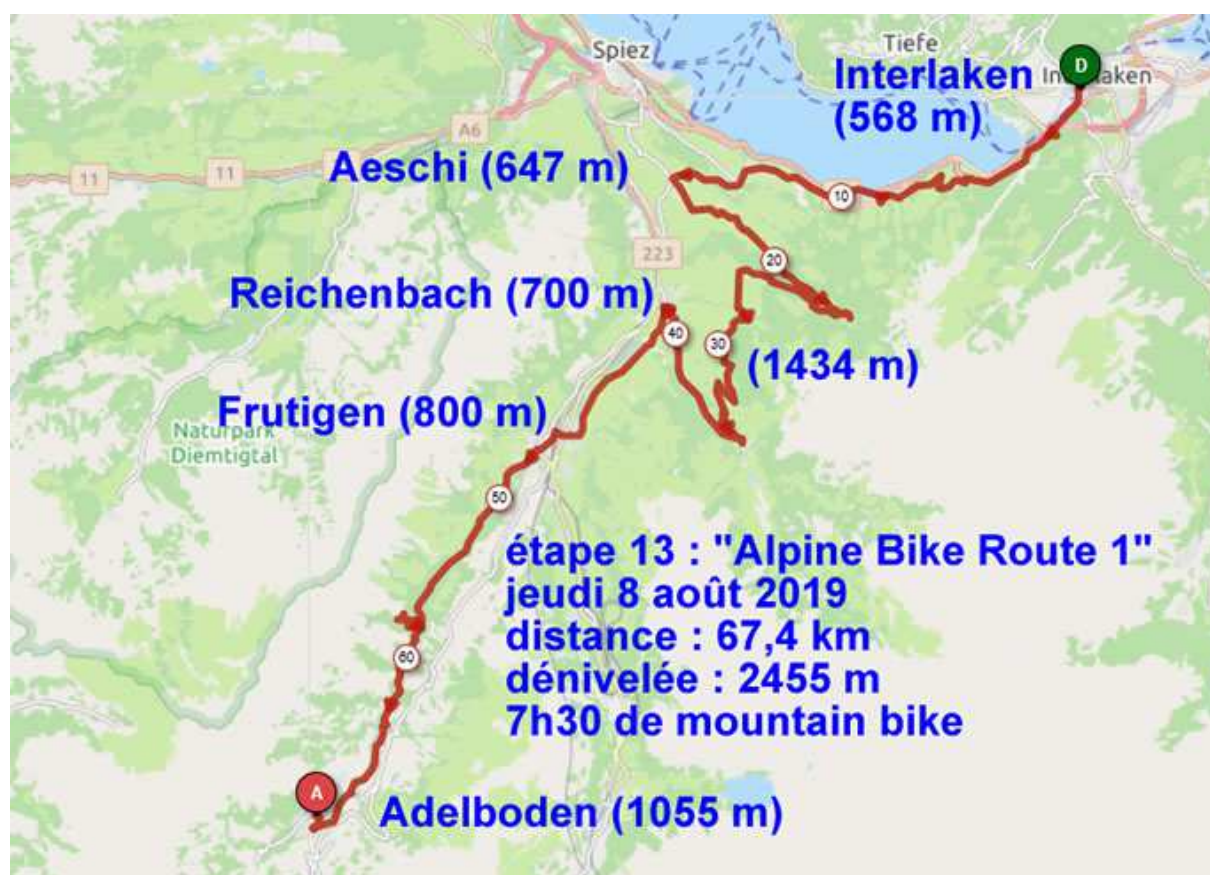 Spiez
Tiefe
Interlaken
(568 m)
D
Interlaken
A6
11
11
Aeschi (647 m)
10
223
20
Reichenbach (700 m)
40
30
(1434 m)
Frutigen (800 m)
Naturpark
Diemtigtal
50
étape 13 : "Alpine Bike Route 1"
jeudi 8 août 2019
distance : 67,4 km
dénivelée : 2455 m
7h30 de mountain bike
60
A
Adelboden (1055 m)